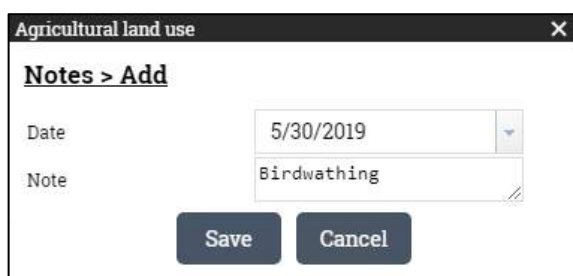 Agricultural land use
Notes > Add
Date 5/30/2019
Note Birdwathing
Save Cancel